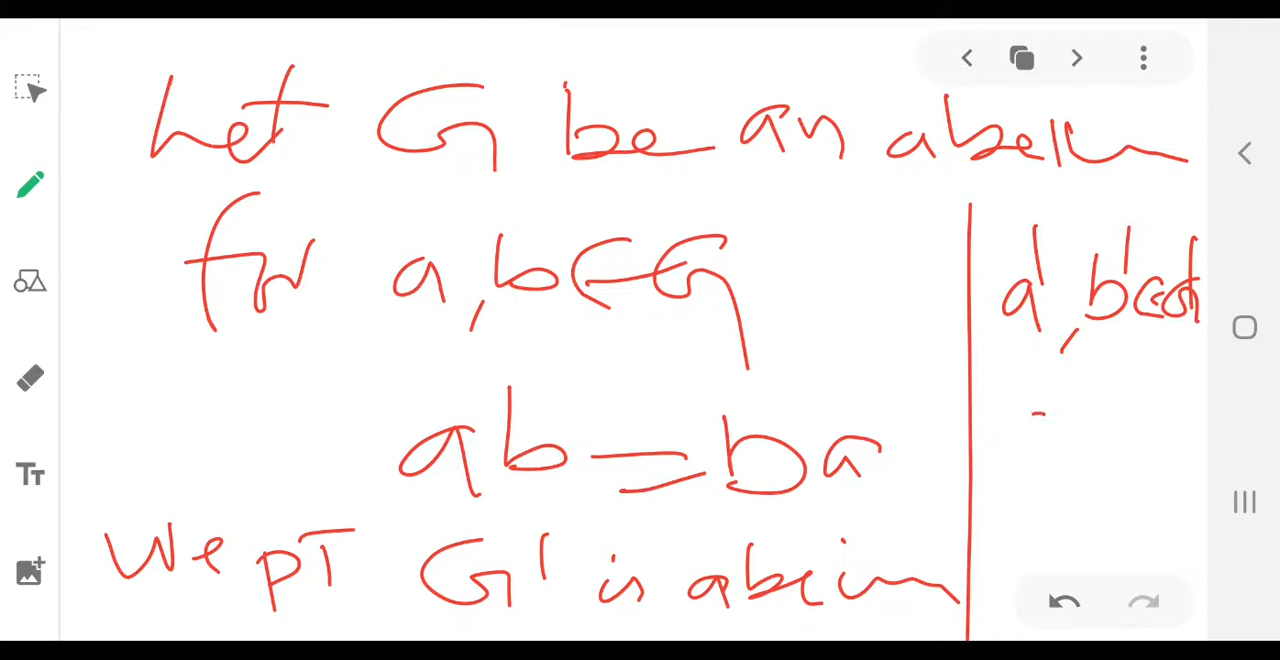 Let G be an abelian
for a, b ∈ G
ab = ba
We PT G' is abelian
a', b' ∈ G'